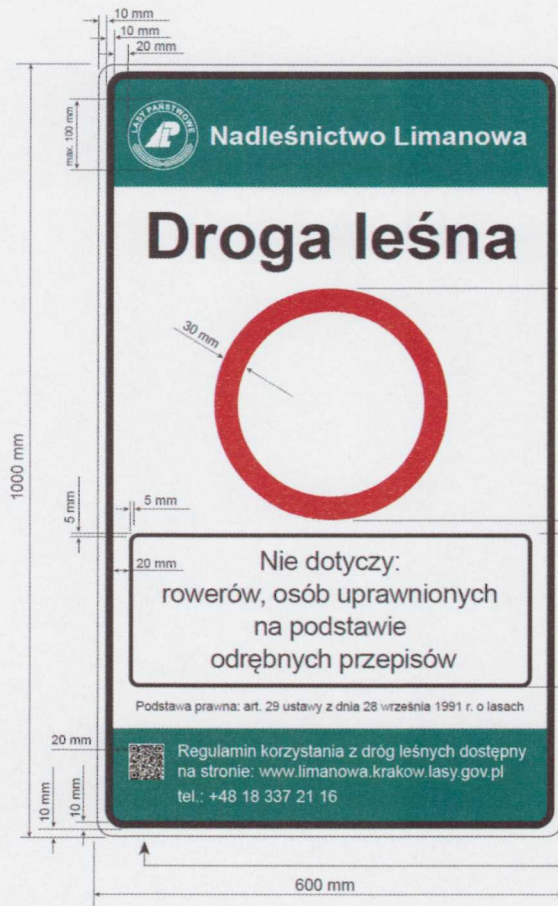 10 mm
10 mm
20 mm
max. 100 mm
LASY PAŃSTWOWE
Nadleśnictwo Limanowa
Droga leśna
30 mm
1000 mm
5 mm
5 mm
20 mm
Nie dotyczy:
rowerów, osób uprawnionych
na podstawie
odrębnych przepisów
Podstawa prawna: art. 29 ustawy z dnia 28 września 1991 r. o lasach
20 mm
Regulamin korzystania z dróg leśnych dostępny
na stronie: www.limanowa.krakow.lasy.gov.pl
tel.: +48 18 337 21 16
10 mm
10 mm
600 mm